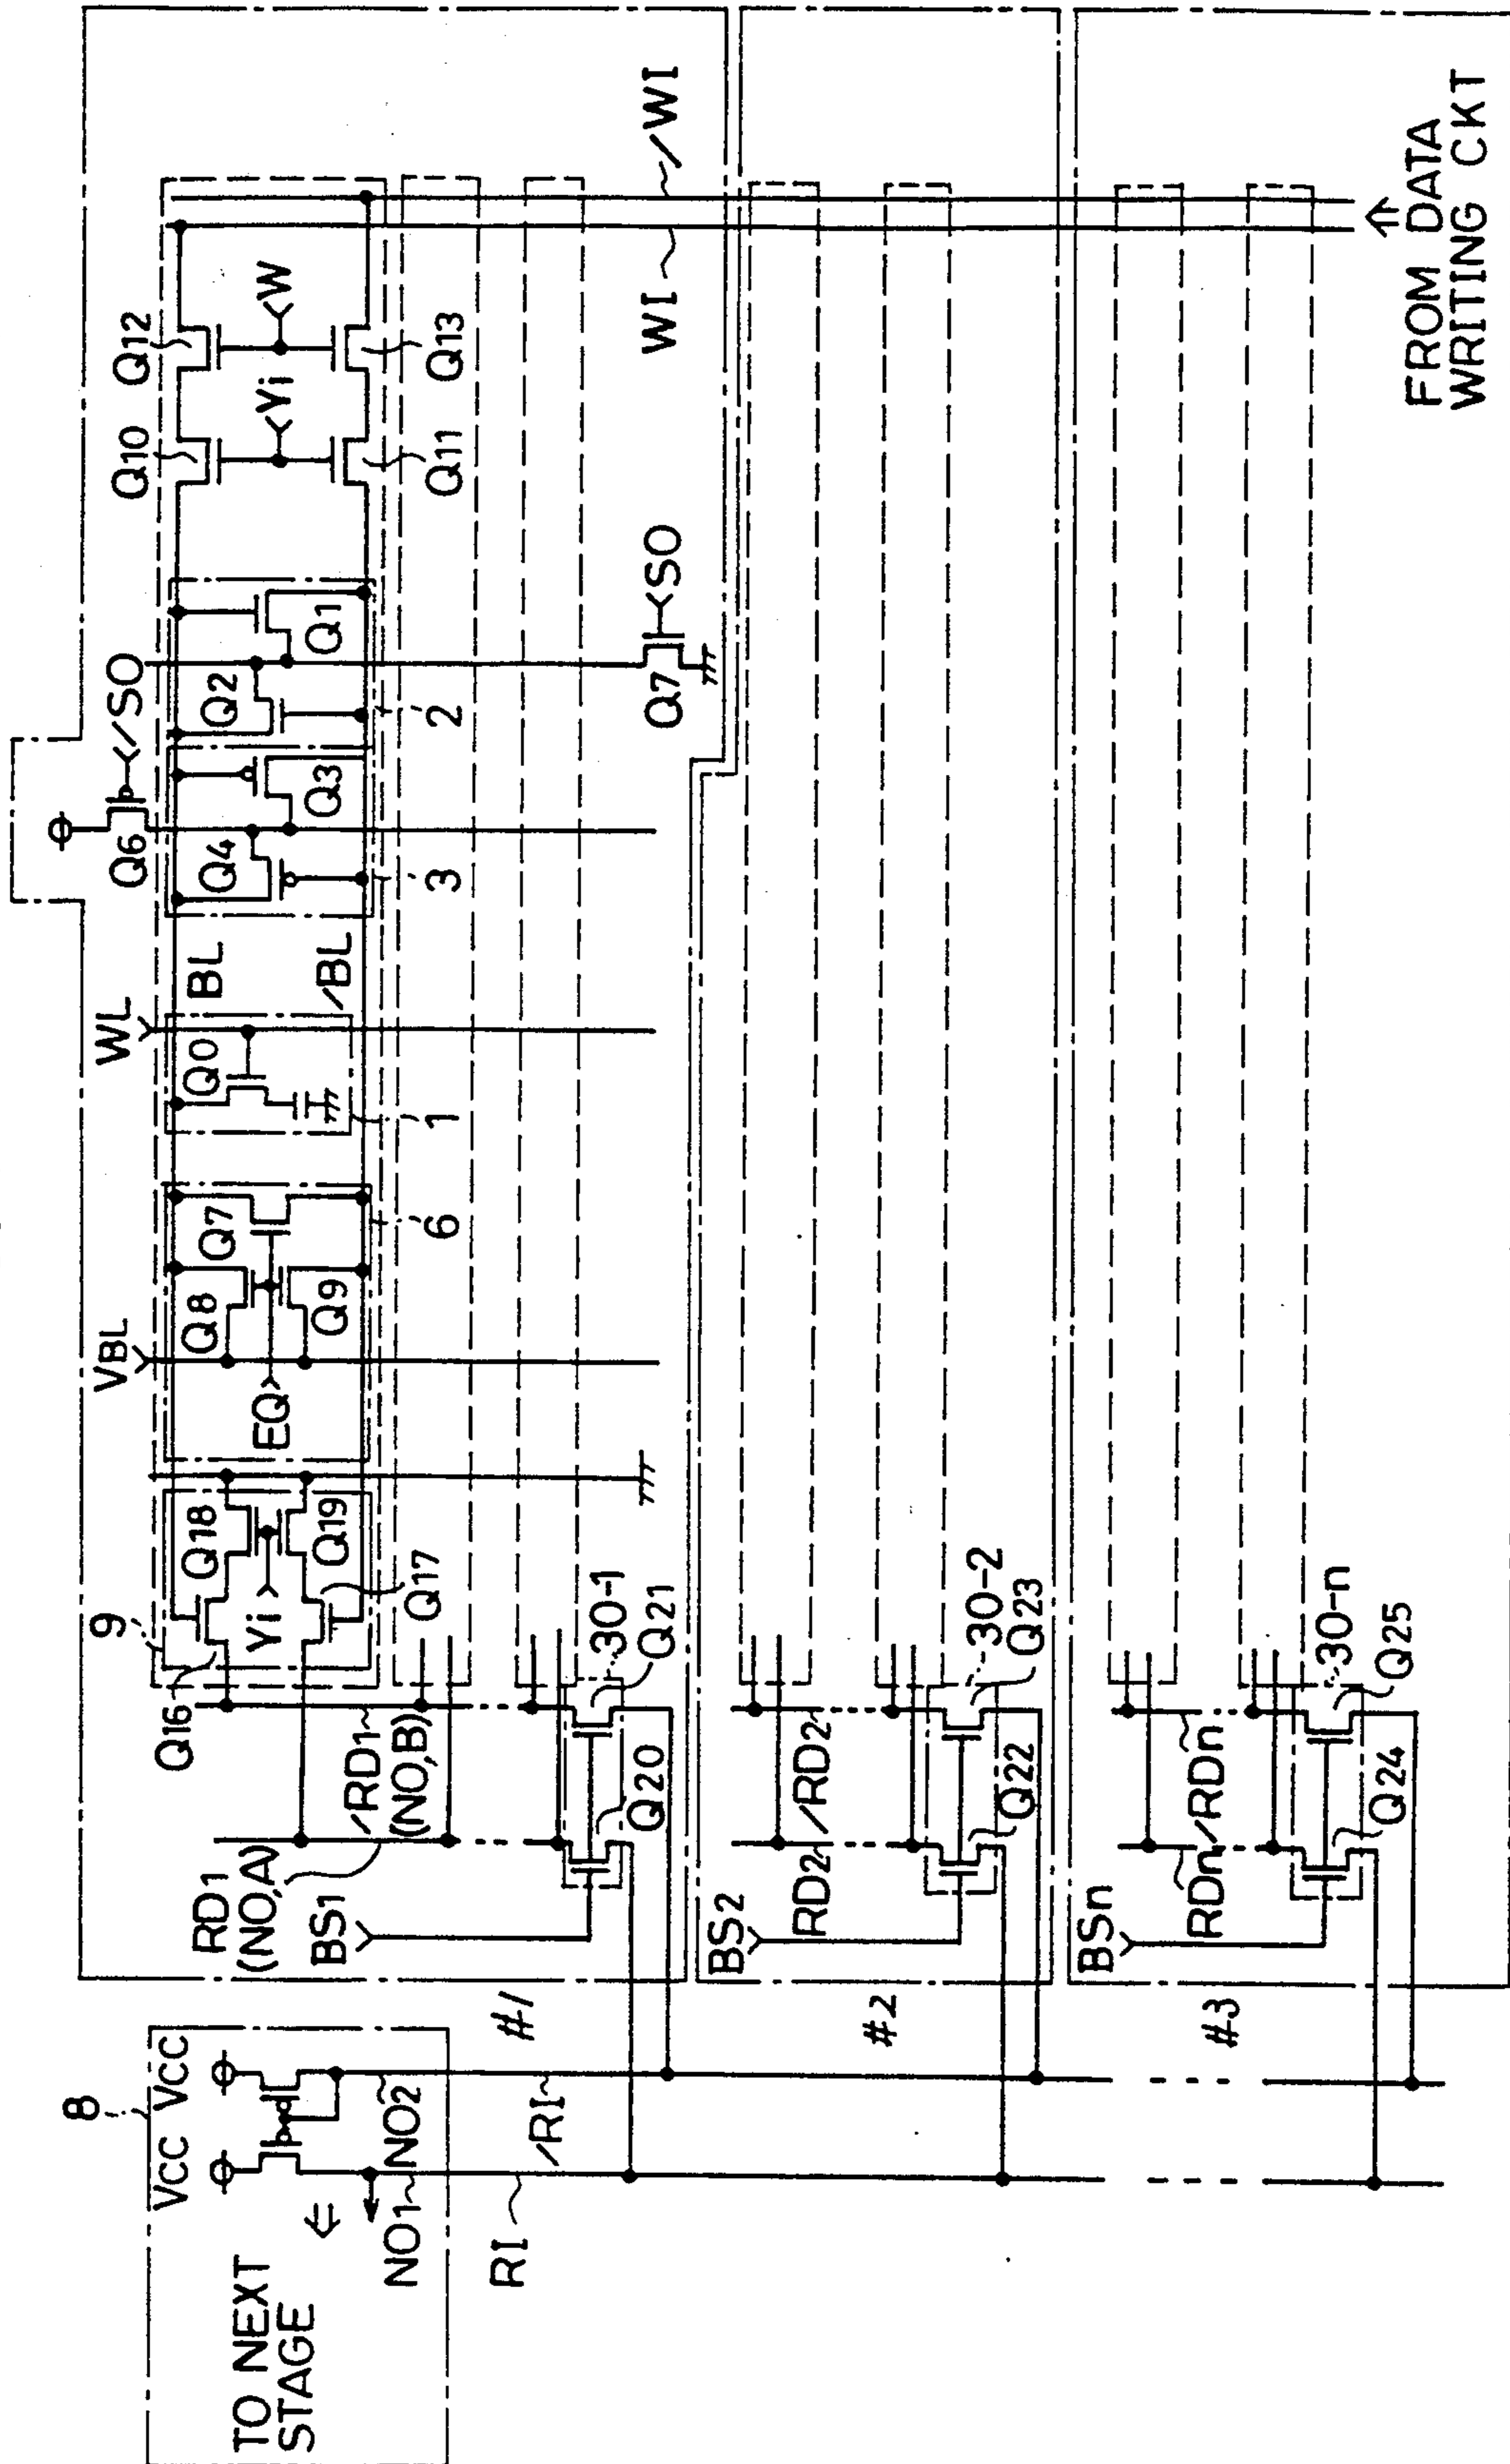 8
VCC VCC
TO NEXT
STAGE
NO1
NO2
RI
/RI
#1
#2
#3
9
Q16
Q18
Yi
Q19
Q17
RD1
(NO,A)
/RD1
(NO,B)
BS1
Q20
Q21
30-1
VBL
EQ
Q8
Q7
Q9
6
WL
Q0
1
BL
/BL
Q6
/SO
Q4
Q3
3
Q2
Q1
2
Q7
SO
Q10
Yi
Q11
Q12
W
Q13
WI
/WI
BS2
RD2
/RD2
Q22
Q23
30-2
BSn
RDn
/RDn
Q24
Q25
30-n
FROM DATA
WRITING CKT